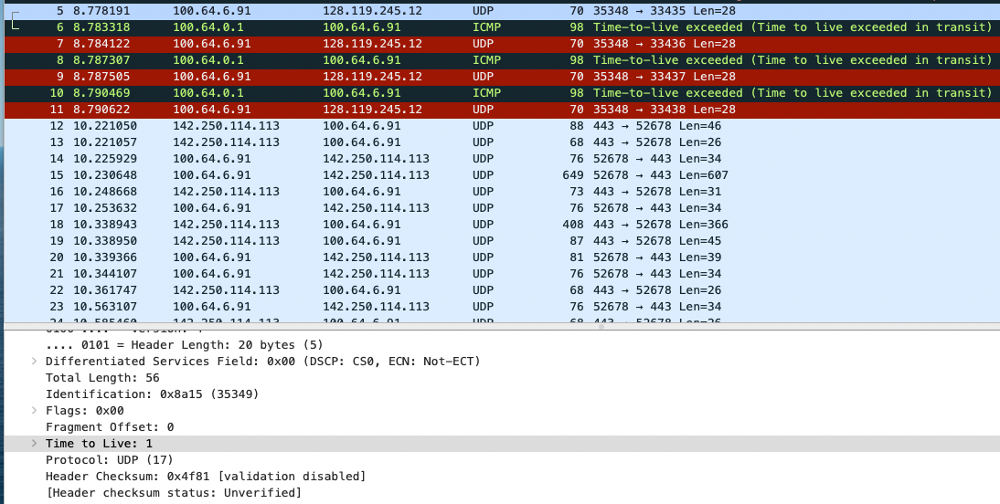 5 8.778191 100.64.6.91 128.119.245.12 UDP 70 35348 → 33435 Len=28
6 8.783318 100.64.0.1 100.64.6.91 ICMP 98 Time-to-live exceeded (Time to live exceeded in transit)
7 8.784122 100.64.6.91 128.119.245.12 UDP 70 35348 → 33436 Len=28
8 8.787307 100.64.0.1 100.64.6.91 ICMP 98 Time-to-live exceeded (Time to live exceeded in transit)
9 8.787505 100.64.6.91 128.119.245.12 UDP 70 35348 → 33437 Len=28
10 8.790469 100.64.0.1 100.64.6.91 ICMP 98 Time-to-live exceeded (Time to live exceeded in transit)
11 8.790622 100.64.6.91 128.119.245.12 UDP 70 35348 → 33438 Len=28
12 10.221050 142.250.114.113 100.64.6.91 UDP 88 443 → 52678 Len=46
13 10.221057 142.250.114.113 100.64.6.91 UDP 68 443 → 52678 Len=26
14 10.225929 100.64.6.91 142.250.114.113 UDP 76 52678 → 443 Len=34
15 10.230648 100.64.6.91 142.250.114.113 UDP 649 52678 → 443 Len=607
16 10.248668 142.250.114.113 100.64.6.91 UDP 73 443 → 52678 Len=31
17 10.253632 100.64.6.91 142.250.114.113 UDP 76 52678 → 443 Len=34
18 10.338943 142.250.114.113 100.64.6.91 UDP 408 443 → 52678 Len=366
19 10.338950 142.250.114.113 100.64.6.91 UDP 87 443 → 52678 Len=45
20 10.339366 100.64.6.91 142.250.114.113 UDP 81 52678 → 443 Len=39
21 10.344107 100.64.6.91 142.250.114.113 UDP 76 52678 → 443 Len=34
22 10.361747 142.250.114.113 100.64.6.91 UDP 68 443 → 52678 Len=26
23 10.563107 100.64.6.91 142.250.114.113 UDP 76 52678 → 443 Len=34
24 10.585460 142.250.114.113 100.64.6.91 UDP 68 443 → 52678 Len=26
.... 0101 = Header Length: 20 bytes (5)
Differentiated Services Field: 0x00 (DSCP: CS0, ECN: Not-ECT)
Total Length: 56
Identification: 0x8a15 (35349)
Flags: 0x00
Fragment Offset: 0
Time to Live: 1
Protocol: UDP (17)
Header Checksum: 0x4f81 [validation disabled]
[Header checksum status: Unverified]